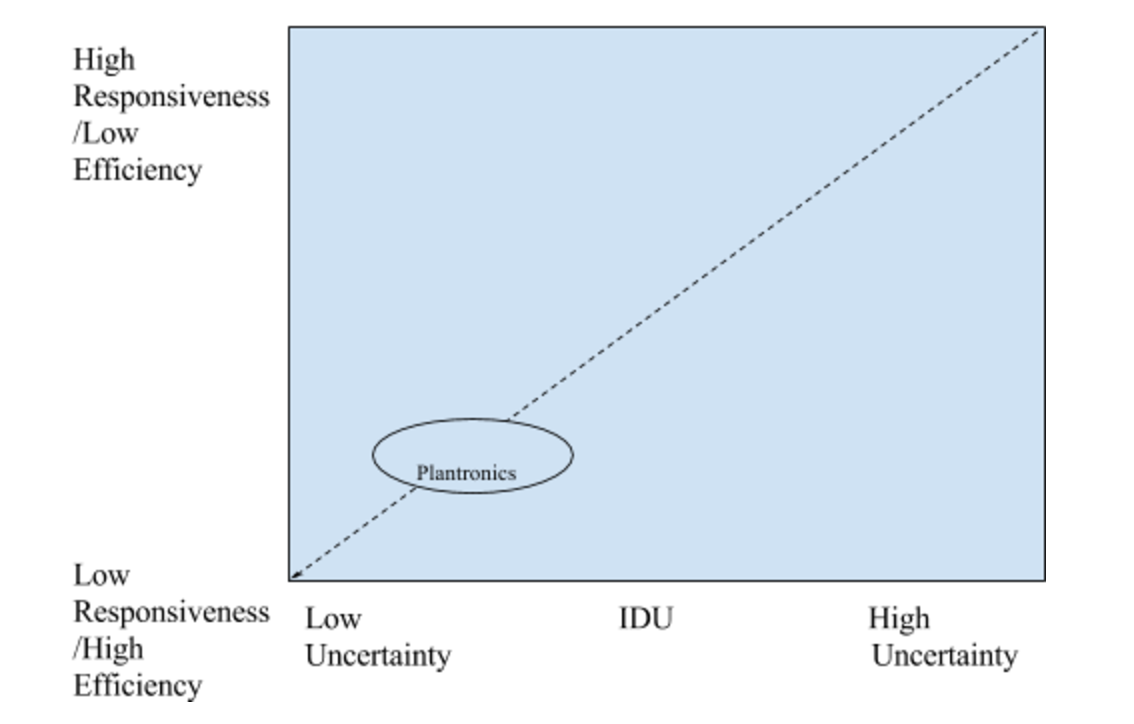 High
Responsiveness
/Low
Efficiency
Plantronics
Low
Responsiveness
/High
Efficiency
Low
Uncertainty
IDU
High
Uncertainty